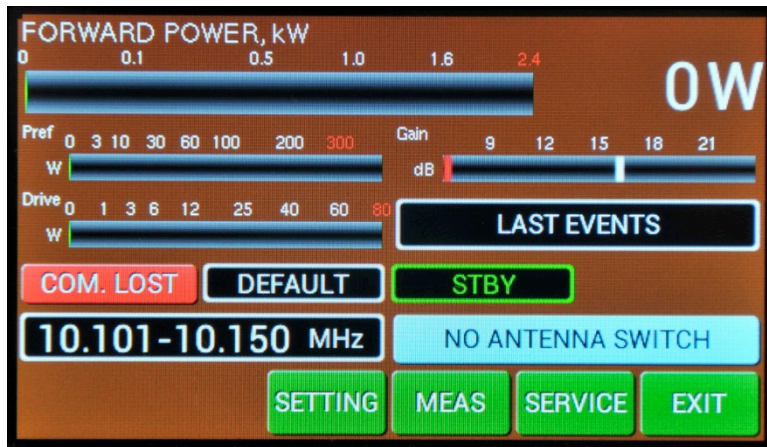 FORWARD POWER, kW
0 0.1 0.5 1.0 1.6 2.4
0 W
Pref 0 3 10 30 60 100 200 300
W
Gain 9 12 15 18 21
dB
Drive 0 1 3 6 12 25 40 60 80
W
LAST EVENTS
COM. LOST DEFAULT STBY
10.101-10.150 MHz NO ANTENNA SWITCH
SETTING MEAS SERVICE EXIT